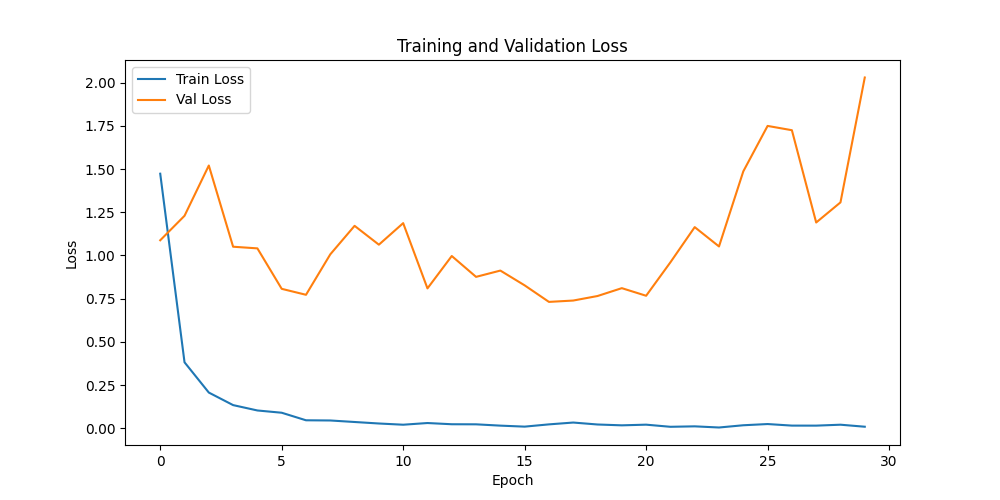 Training and Validation Loss
Train Loss
Val Loss
2.00
1.75
1.50
1.25
1.00
0.75
0.50
0.25
0.00
Loss
0 5 10 15 20 25 30
Epoch